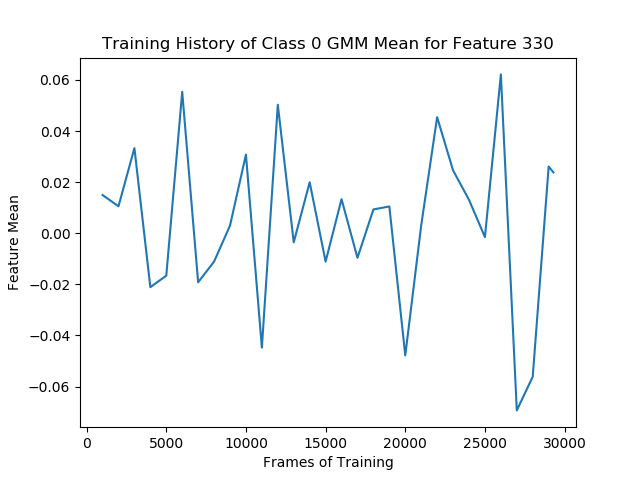 Training History of Class 0 GMM Mean for Feature 330
0.06
0.04
0.02
0.00
−0.02
−0.04
−0.06
Feature Mean
0 5000 10000 15000 20000 25000 30000
Frames of Training